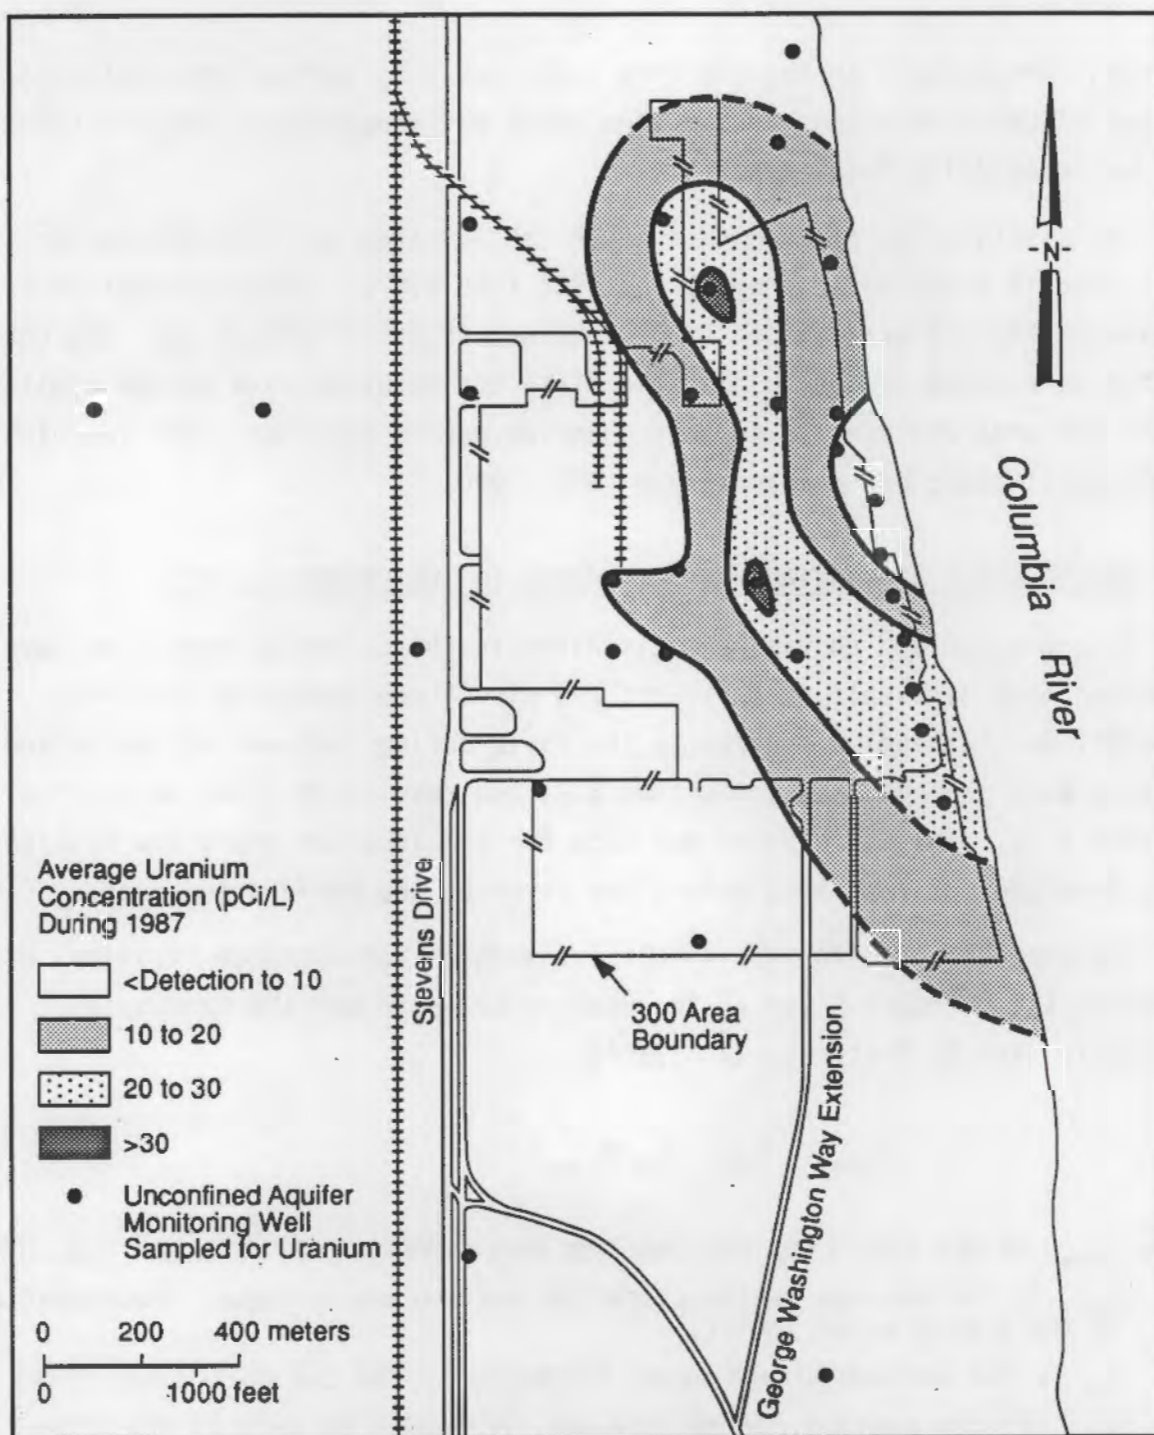 N
Columbia
River
Average Uranium
Concentration (pCi/L)
During 1987
<Detection to 10
10 to 20
20 to 30
>30
Unconfined Aquifer
Monitoring Well
Sampled for Uranium
0 200 400 meters
0 1000 feet
Stevens Drive
300 Area
Boundary
George Washington Way Extension